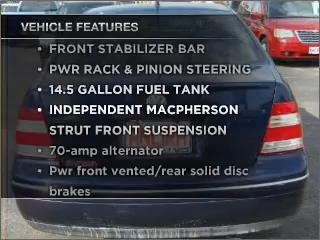 VEHICLE FEATURES
• FRONT STABILIZER BAR
• PWR RACK & PINION STEERING
• 14.5 GALLON FUEL TANK
• INDEPENDENT MACPHERSON
STRUT FRONT SUSPENSION
• 70-amp alternator
• Pwr front vented/rear solid disc
brakes